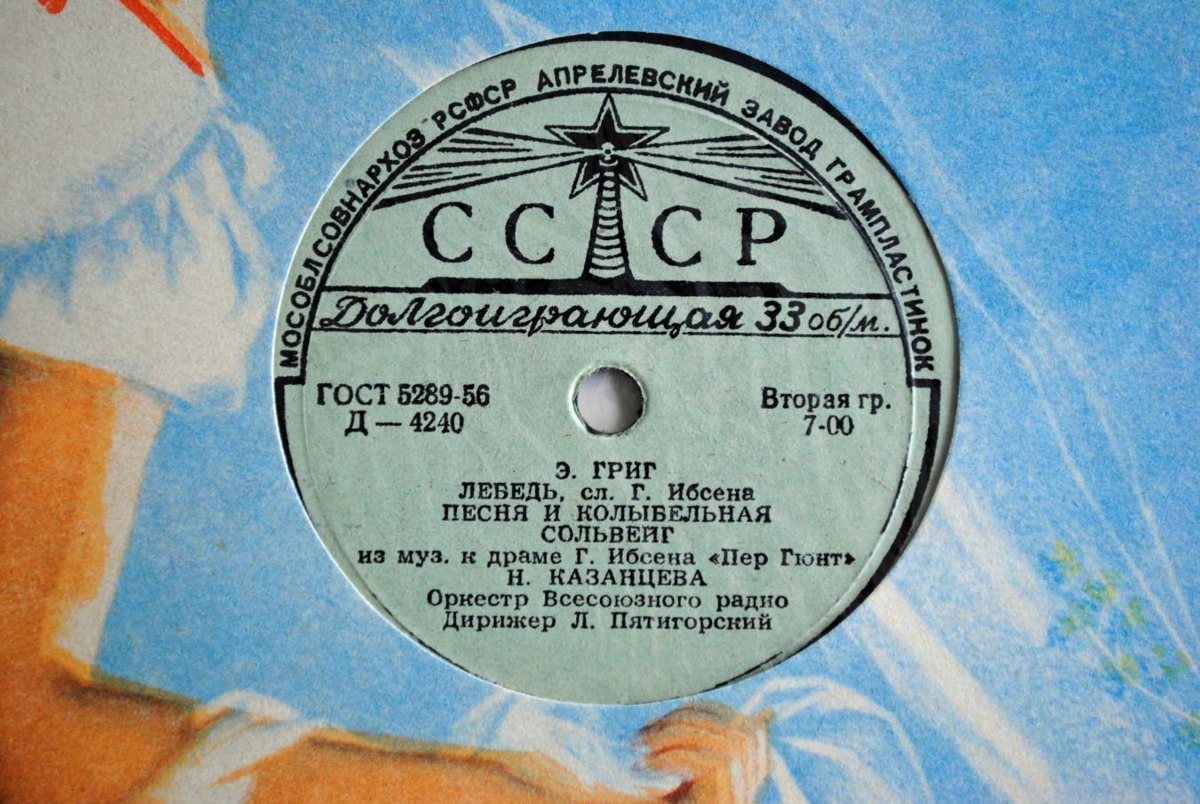 МОСОБЛСОВНАРХОЗ РСФСР АПРЕЛЕВСКИЙ ЗАВОД ГРАМПЛАСТИНОК
СССР
Долгоиграющая 33 об/м.
ГОСТ 5289-56
Д — 4240
Вторая гр.
7-00
Э. ГРИГ
ЛЕБЕДЬ, сл. Г. Ибсена
ПЕСНЯ И КОЛЫБЕЛЬНАЯ
СОЛЬВЕЙГ
из муз. к драме Г. Ибсена «Пер Гюнт»
Н. КАЗАНЦЕВА
Оркестр Всесоюзного радио
Дирижер Л. Пятигорский